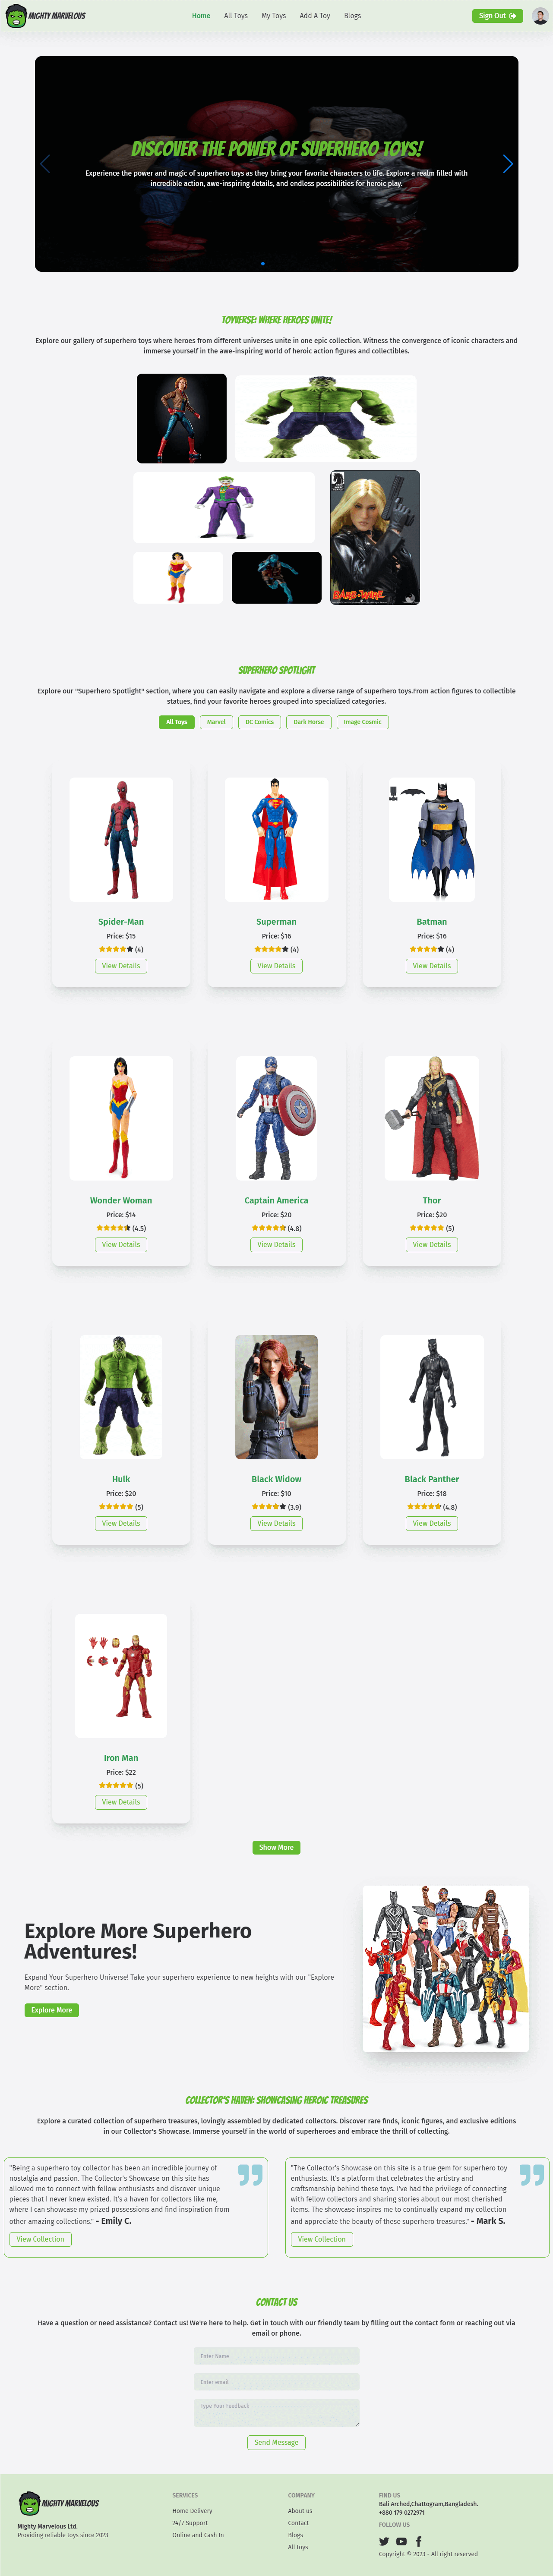 MIGHTY MARVELOUS
Home
All Toys
My Toys
Add A Toy
Blogs
Sign Out
DISCOVER THE POWER OF SUPERHERO TOYS!
Experience the power and magic of superhero toys as they bring your favorite characters to life. Explore a realm filled with
incredible action, awe-inspiring details, and endless possibilities for heroic play.
TOYVERSE: WHERE HEROES UNITE!
Explore our gallery of superhero toys where heroes from different universes unite in one epic collection. Witness the convergence of iconic characters and
immerse yourself in the awe-inspiring world of heroic action figures and collectibles.
BARB WIRE
SUPERHERO SPOTLIGHT
Explore our "Superhero Spotlight" section, where you can easily navigate and explore a diverse range of superhero toys.From action figures to collectible
statues, find your favorite heroes grouped into specialized categories.
All Toys
Marvel
DC Comics
Dark Horse
Image Cosmic
Spider-Man
Price: $15
(4)
View Details
Superman
Price: $16
(4)
View Details
Batman
Price: $16
(4)
View Details
Wonder Woman
Price: $14
(4.5)
View Details
Captain America
Price: $20
(4.8)
View Details
Thor
Price: $20
(5)
View Details
Hulk
Price: $20
(5)
View Details
Black Widow
Price: $10
(3.9)
View Details
Black Panther
Price: $18
(4.8)
View Details
Iron Man
Price: $22
(5)
View Details
Show More
Explore More Superhero
Adventures!
Expand Your Superhero Universe! Take your superhero experience to new heights with our "Explore
More" section.
Explore More
COLLECTOR'S HAVEN: SHOWCASING HEROIC TREASURES
Explore a curated collection of superhero treasures, lovingly assembled by dedicated collectors. Discover rare finds, iconic figures, and exclusive editions
in our Collector's Showcase. Immerse yourself in the world of superheroes and embrace the thrill of collecting.
"Being a superhero toy collector has been an incredible journey of
nostalgia and passion. The Collector's Showcase on this site has
allowed me to connect with fellow enthusiasts and discover unique
pieces that I never knew existed. It's a haven for collectors like me,
where I can showcase my prized possessions and find inspiration from
other amazing collections." - Emily C.
View Collection
"The Collector's Showcase on this site is a true gem for superhero toy
enthusiasts. It's a platform that celebrates the artistry and
craftsmanship behind these toys. I've had the privilege of connecting
with fellow collectors and sharing stories about our most cherished
items. The showcase inspires me to continually expand my collection
and appreciate the beauty of these superhero treasures." - Mark S.
View Collection
CONTACT US
Have a question or need assistance? Contact us! We're here to help. Get in touch with our friendly team by filling out the contact form or reaching out via
email or phone.
Enter Name
Enter email
Type Your Feedback
Send Message
MIGHTY MARVELOUS
Mighty Marvelous Ltd.
Providing reliable toys since 2023
SERVICES
Home Delivery
24/7 Support
Online and Cash In
COMPANY
About us
Contact
Blogs
All toys
FIND US
Bali Arched,Chattogram,Bangladesh.
+880 179 0272971
FOLLOW US
Copyright © 2023 - All right reserved